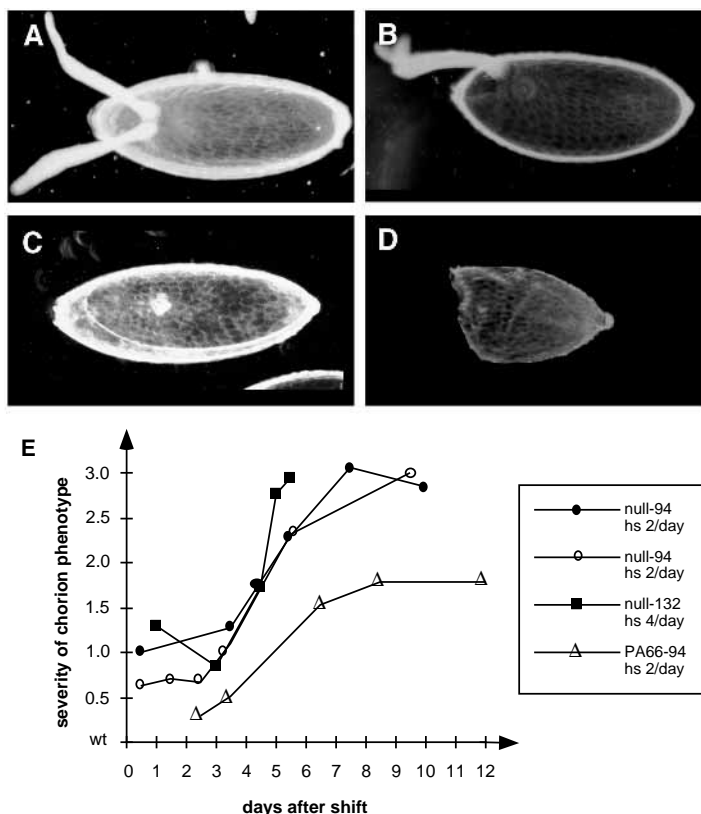 A
B
C
D
E
severity of chorion phenotype
3.0
2.5
2.0
1.5
1.0
0.5
wt
0 1 2 3 4 5 6 7 8 9 10 11 12
days after shift
null-94
hs 2/day
null-94
hs 2/day
null-132
hs 4/day
PA66-94
hs 2/day